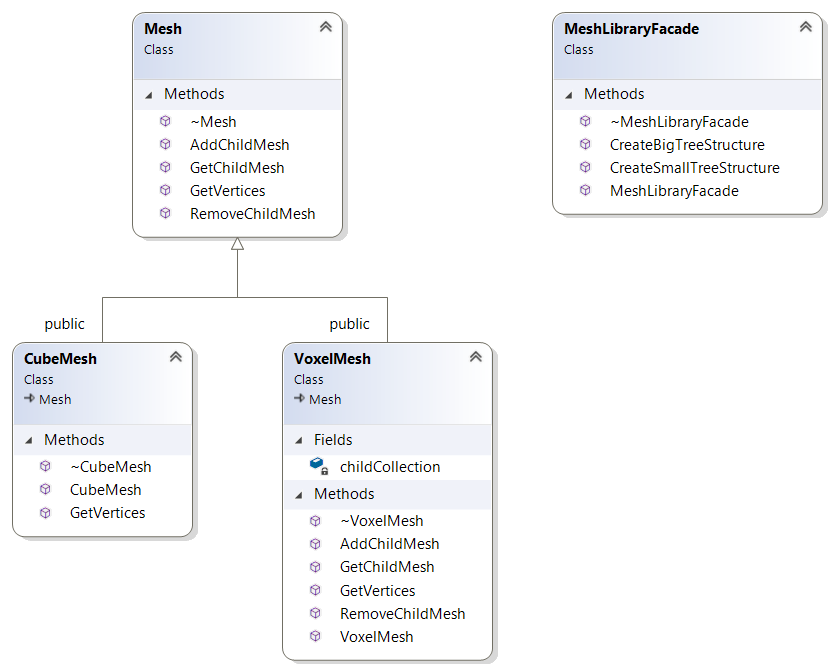 Mesh
Class
Methods
~Mesh
AddChildMesh
GetChildMesh
GetVertices
RemoveChildMesh
MeshLibraryFacade
Class
Methods
~MeshLibraryFacade
CreateBigTreeStructure
CreateSmallTreeStructure
MeshLibraryFacade
public
public
CubeMesh
Class
Mesh
Methods
~CubeMesh
CubeMesh
GetVertices
VoxelMesh
Class
Mesh
Fields
childCollection
Methods
~VoxelMesh
AddChildMesh
GetChildMesh
GetVertices
RemoveChildMesh
VoxelMesh